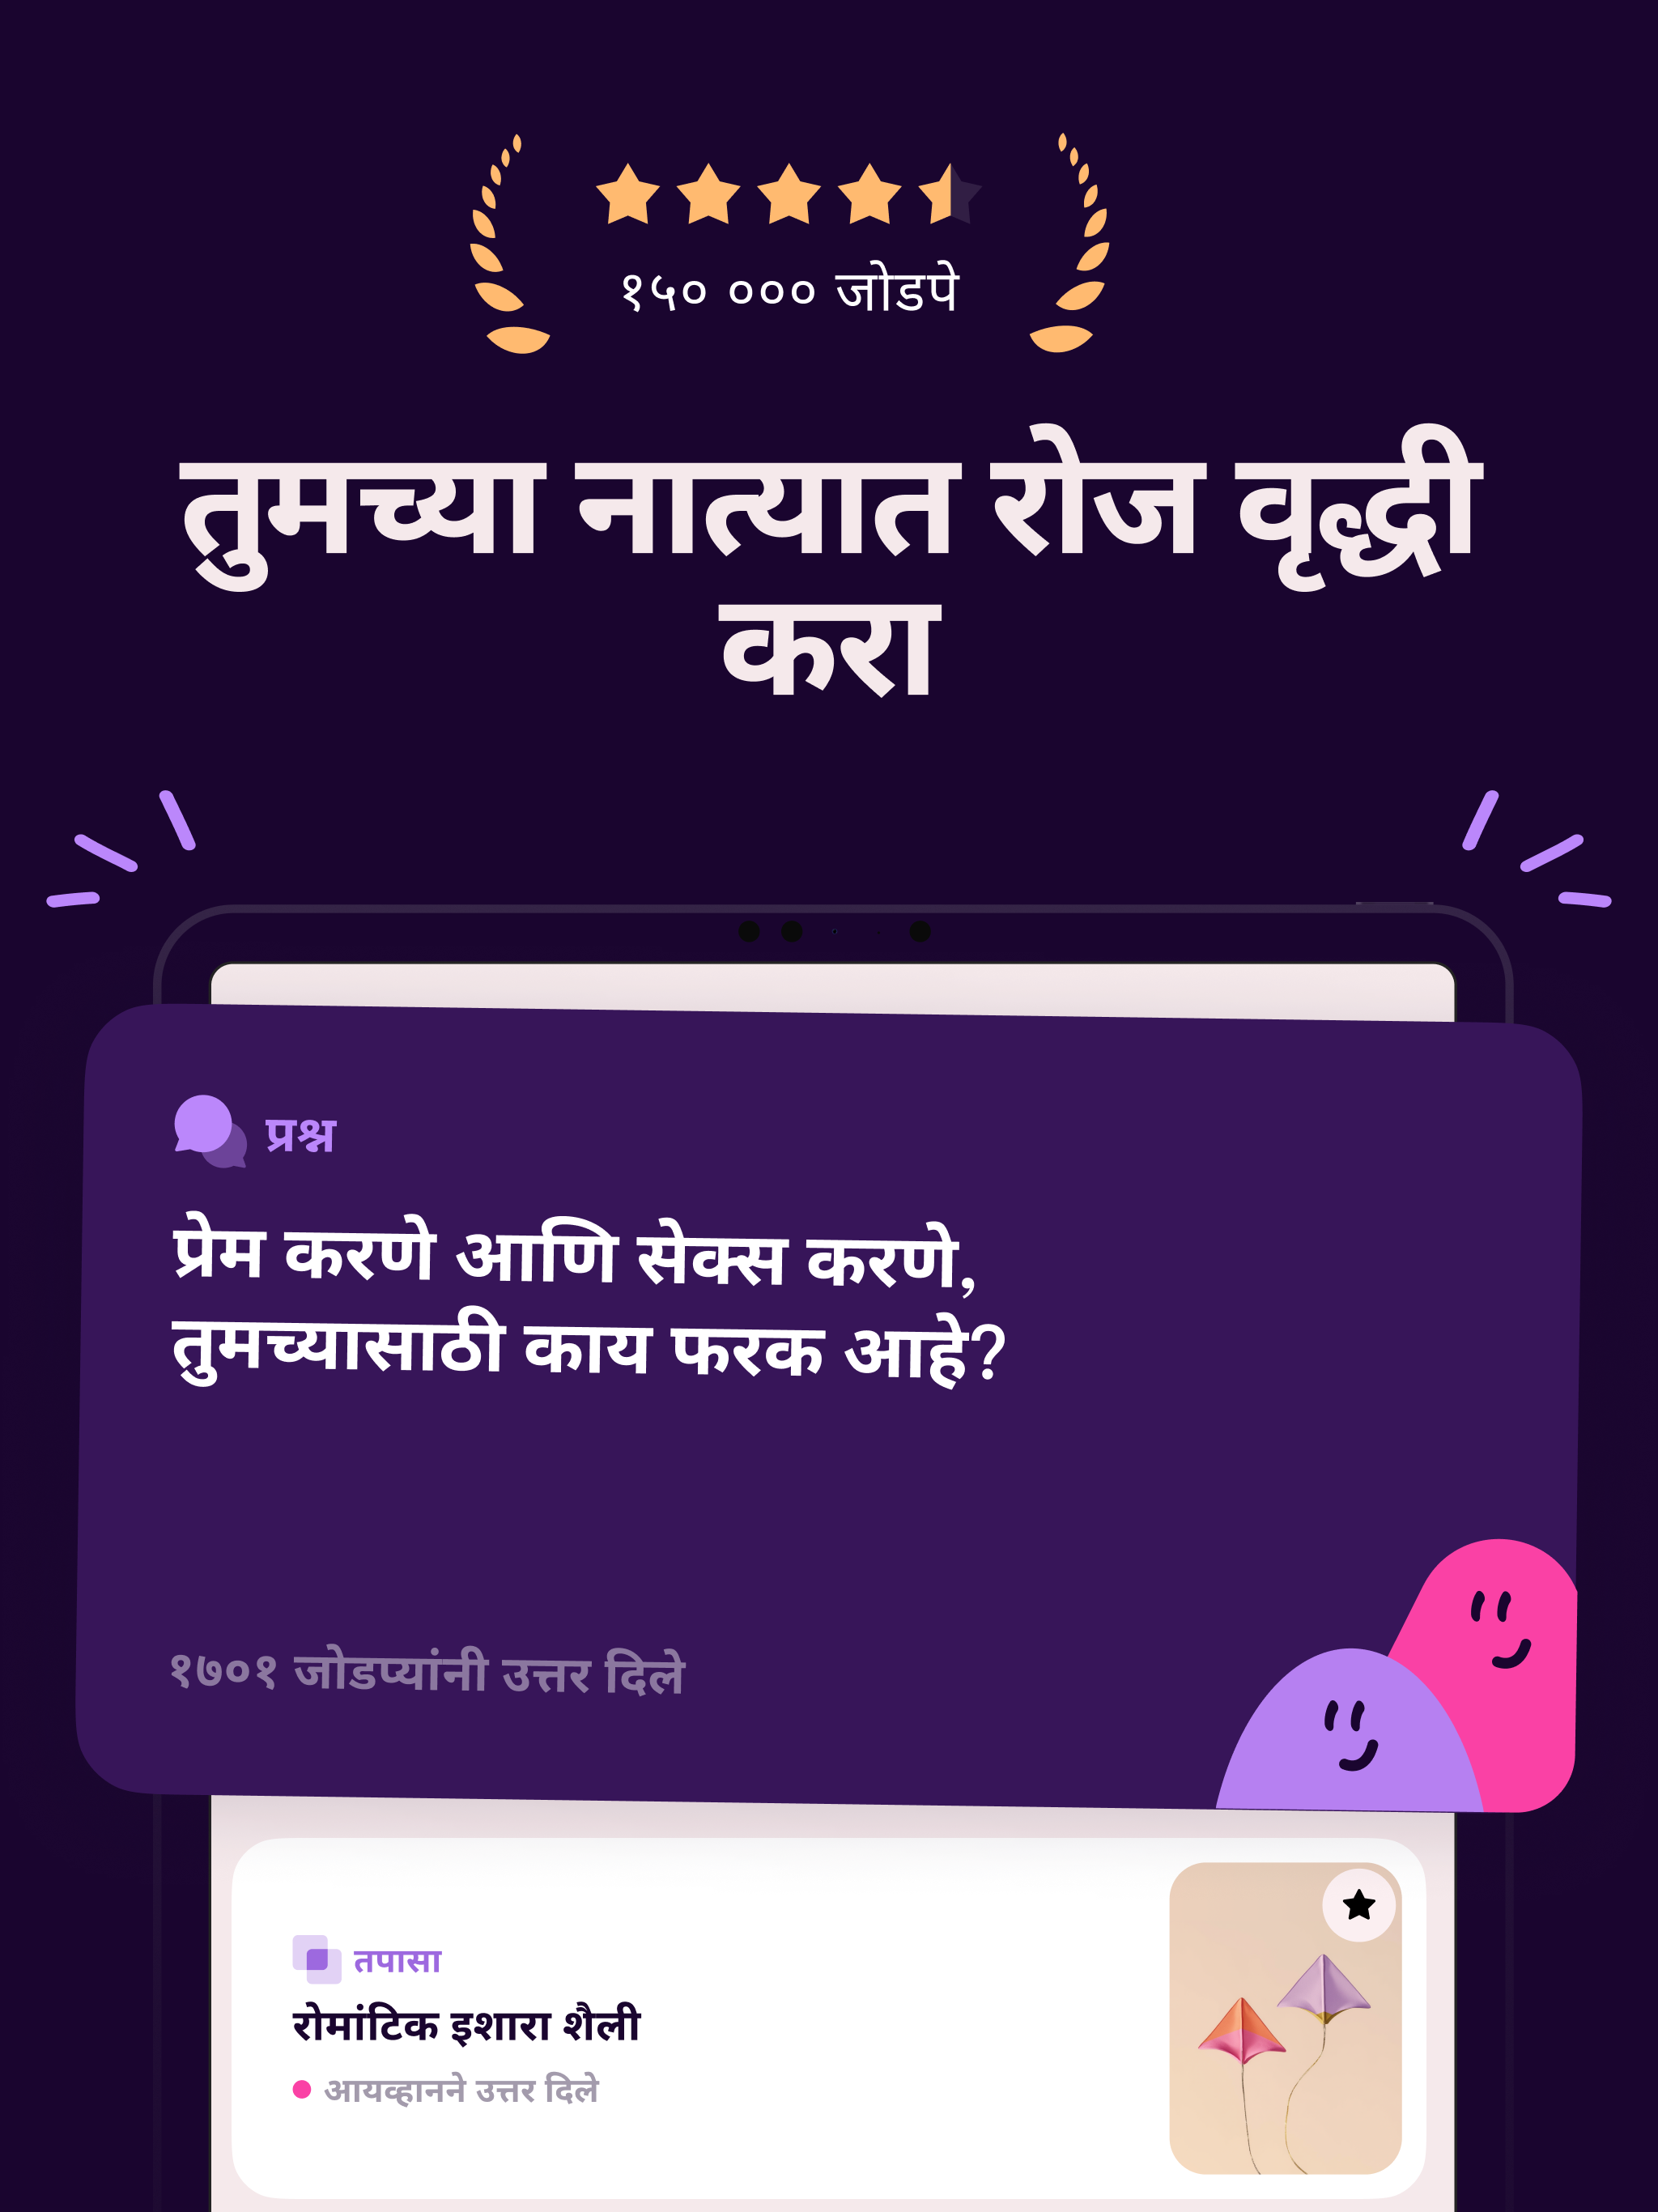 १५० ००० जोडपे
तुमच्या नात्यात रोज वृद्धी
करा
प्रश्न
प्रेम करणे आणि सेक्स करणे,
तुमच्यासाठी काय फरक आहे?
१७०१ जोडप्यांनी उत्तर दिले
तपासा
रोमांटिक इशारा शैली
आयव्हानने उत्तर दिले